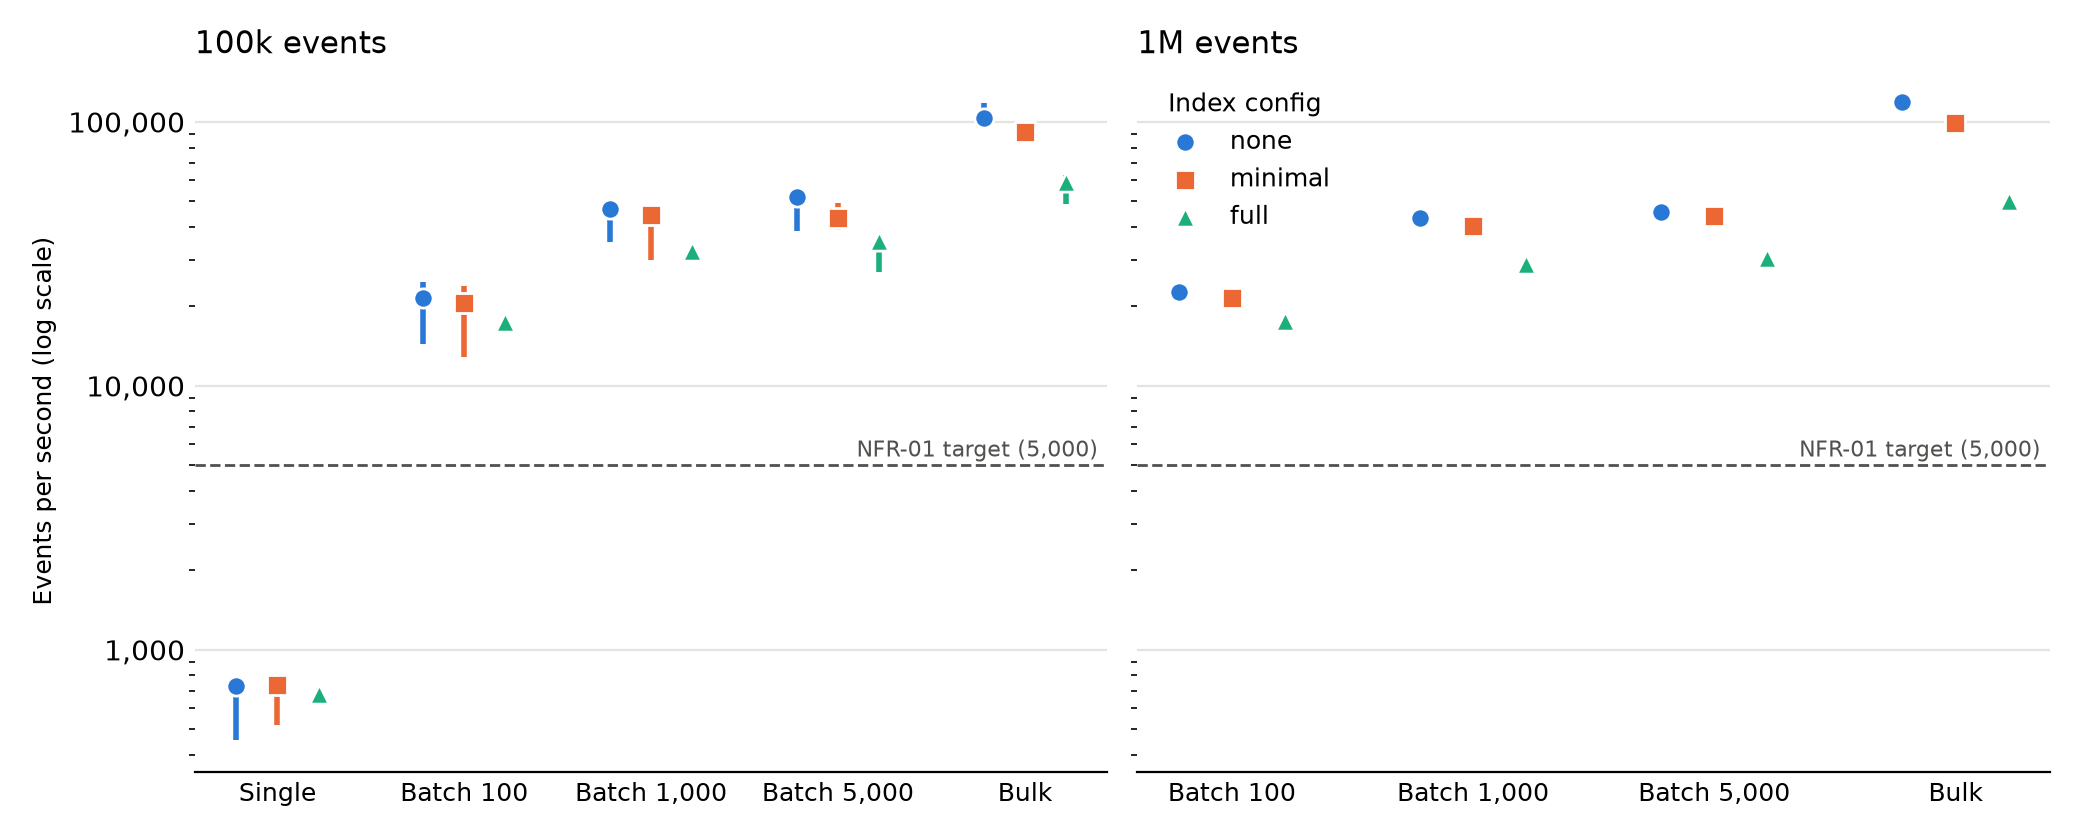 100k events
1M events
Index config
none
minimal
full
Events per second (log scale)
100,000
10,000
1,000
NFR-01 target (5,000)
NFR-01 target (5,000)
Single
Batch 100
Batch 1,000
Batch 5,000
Bulk
Batch 100
Batch 1,000
Batch 5,000
Bulk